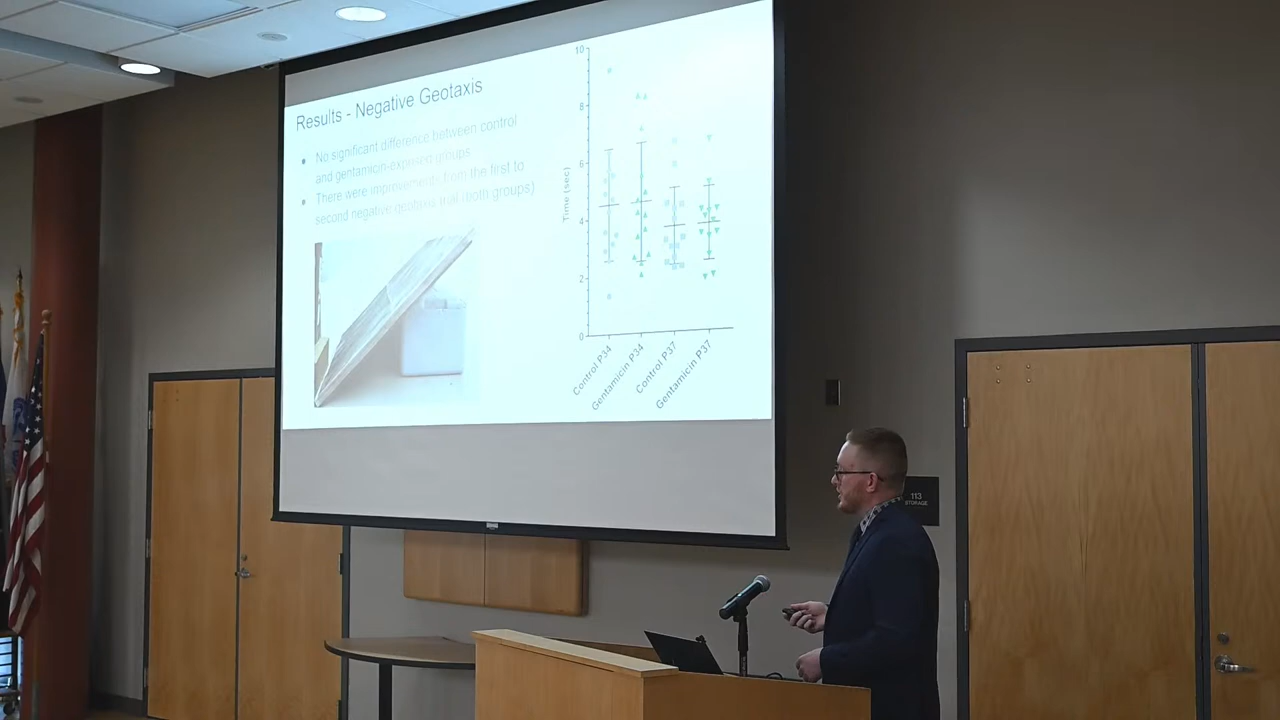 Results - Negative Geotaxis
No significant difference between control
and gentamicin-exposed groups
There were improvements from the first to
second negative geotaxis trial (both groups)
Time (sec)
10
8
6
4
2
0
Control P34
Gentamicin P34
Control P37
Gentamicin P37
113
STORAGE